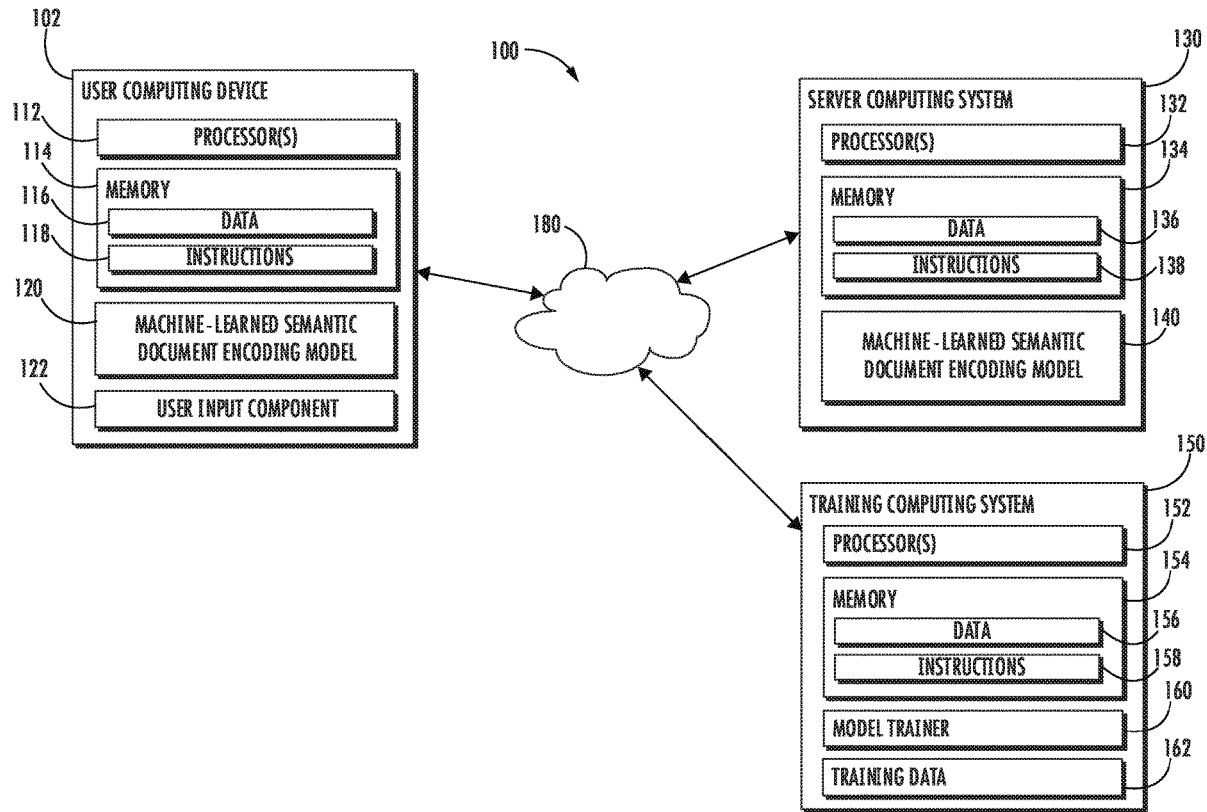 102
USER COMPUTING DEVICE
112
PROCESSOR(S)
114
MEMORY
116
DATA
118
INSTRUCTIONS
120
MACHINE-LEARNED SEMANTIC
DOCUMENT ENCODING MODEL
122
USER INPUT COMPONENT
100
180
130
SERVER COMPUTING SYSTEM
132
PROCESSOR(S)
134
MEMORY
DATA
136
INSTRUCTIONS
138
140
MACHINE-LEARNED SEMANTIC
DOCUMENT ENCODING MODEL
150
TRAINING COMPUTING SYSTEM
152
PROCESSOR(S)
154
MEMORY
DATA
156
INSTRUCTIONS
158
160
MODEL TRAINER
162
TRAINING DATA